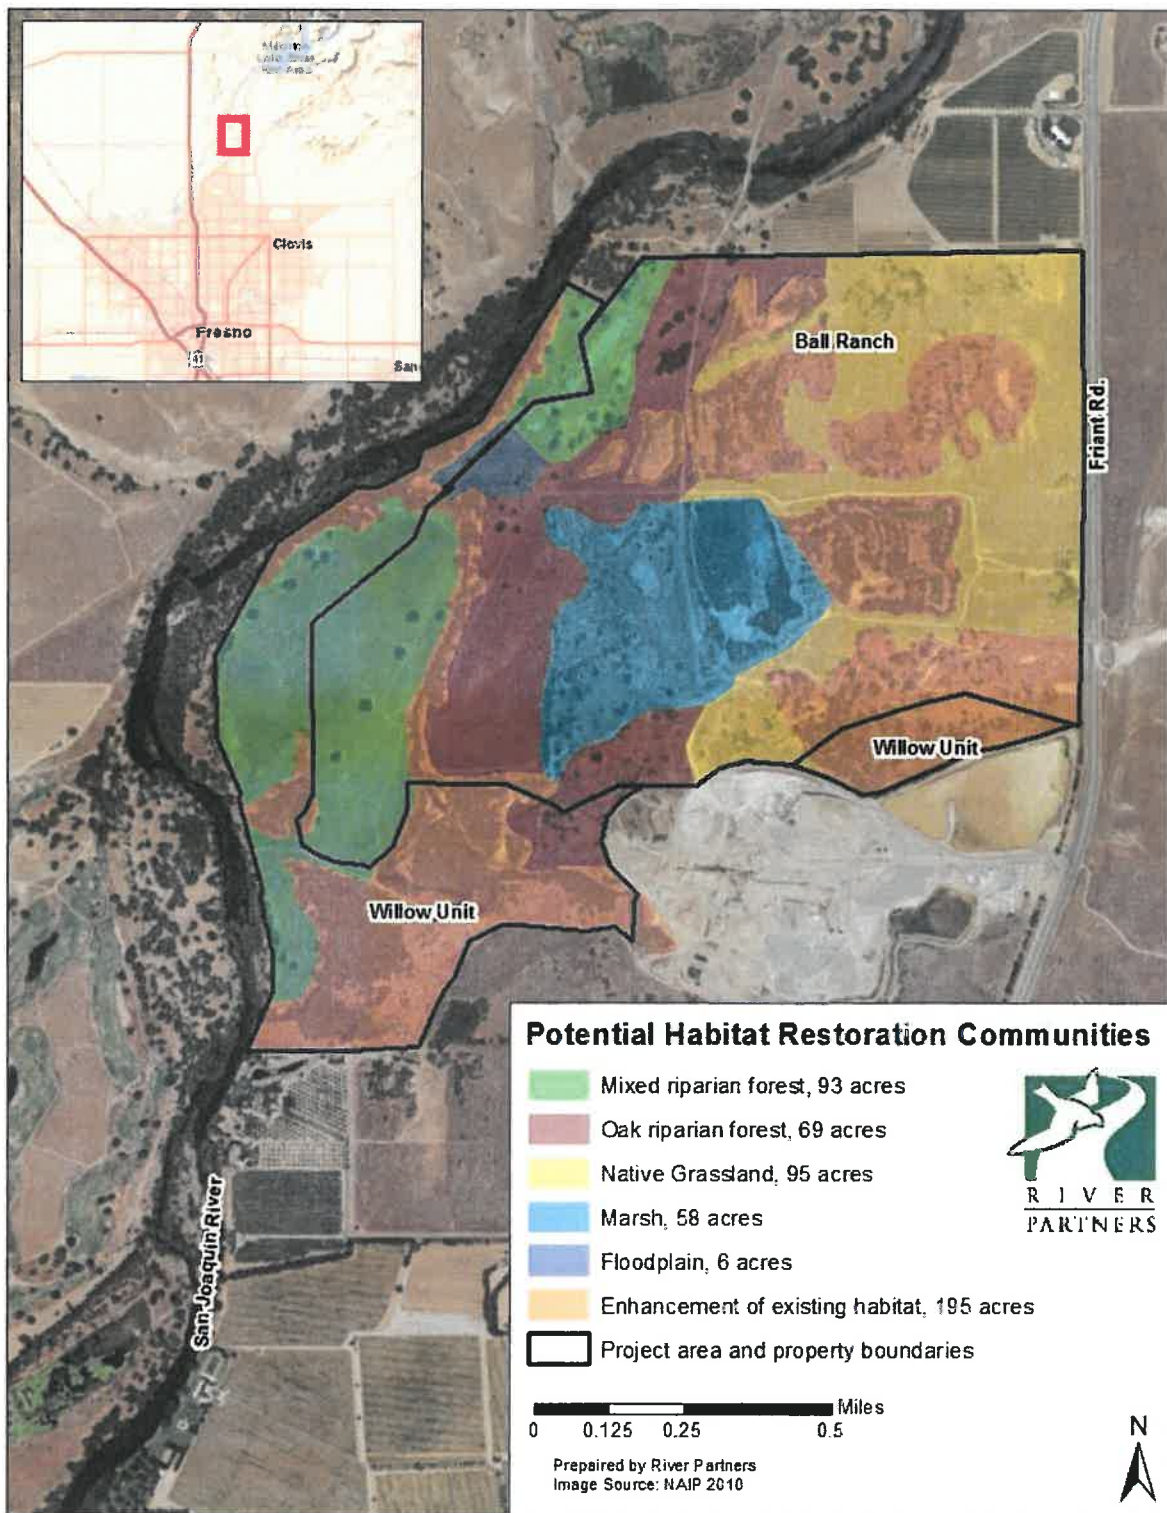 Clovis
Fresno
41
San
Ball Ranch
Friant Rd.
Willow Unit
Willow Unit
San Joaquin River
Potential Habitat Restoration Communities
Mixed riparian forest, 93 acres
Oak riparian forest, 69 acres
Native Grassland, 95 acres
Marsh, 58 acres
Floodplain, 6 acres
Enhancement of existing habitat, 195 acres
Project area and property boundaries
RIVER
PARTNERS
Miles
0 0.125 0.25 0.5
Prepaired by River Partners
Image Source: NAIP 2010
N